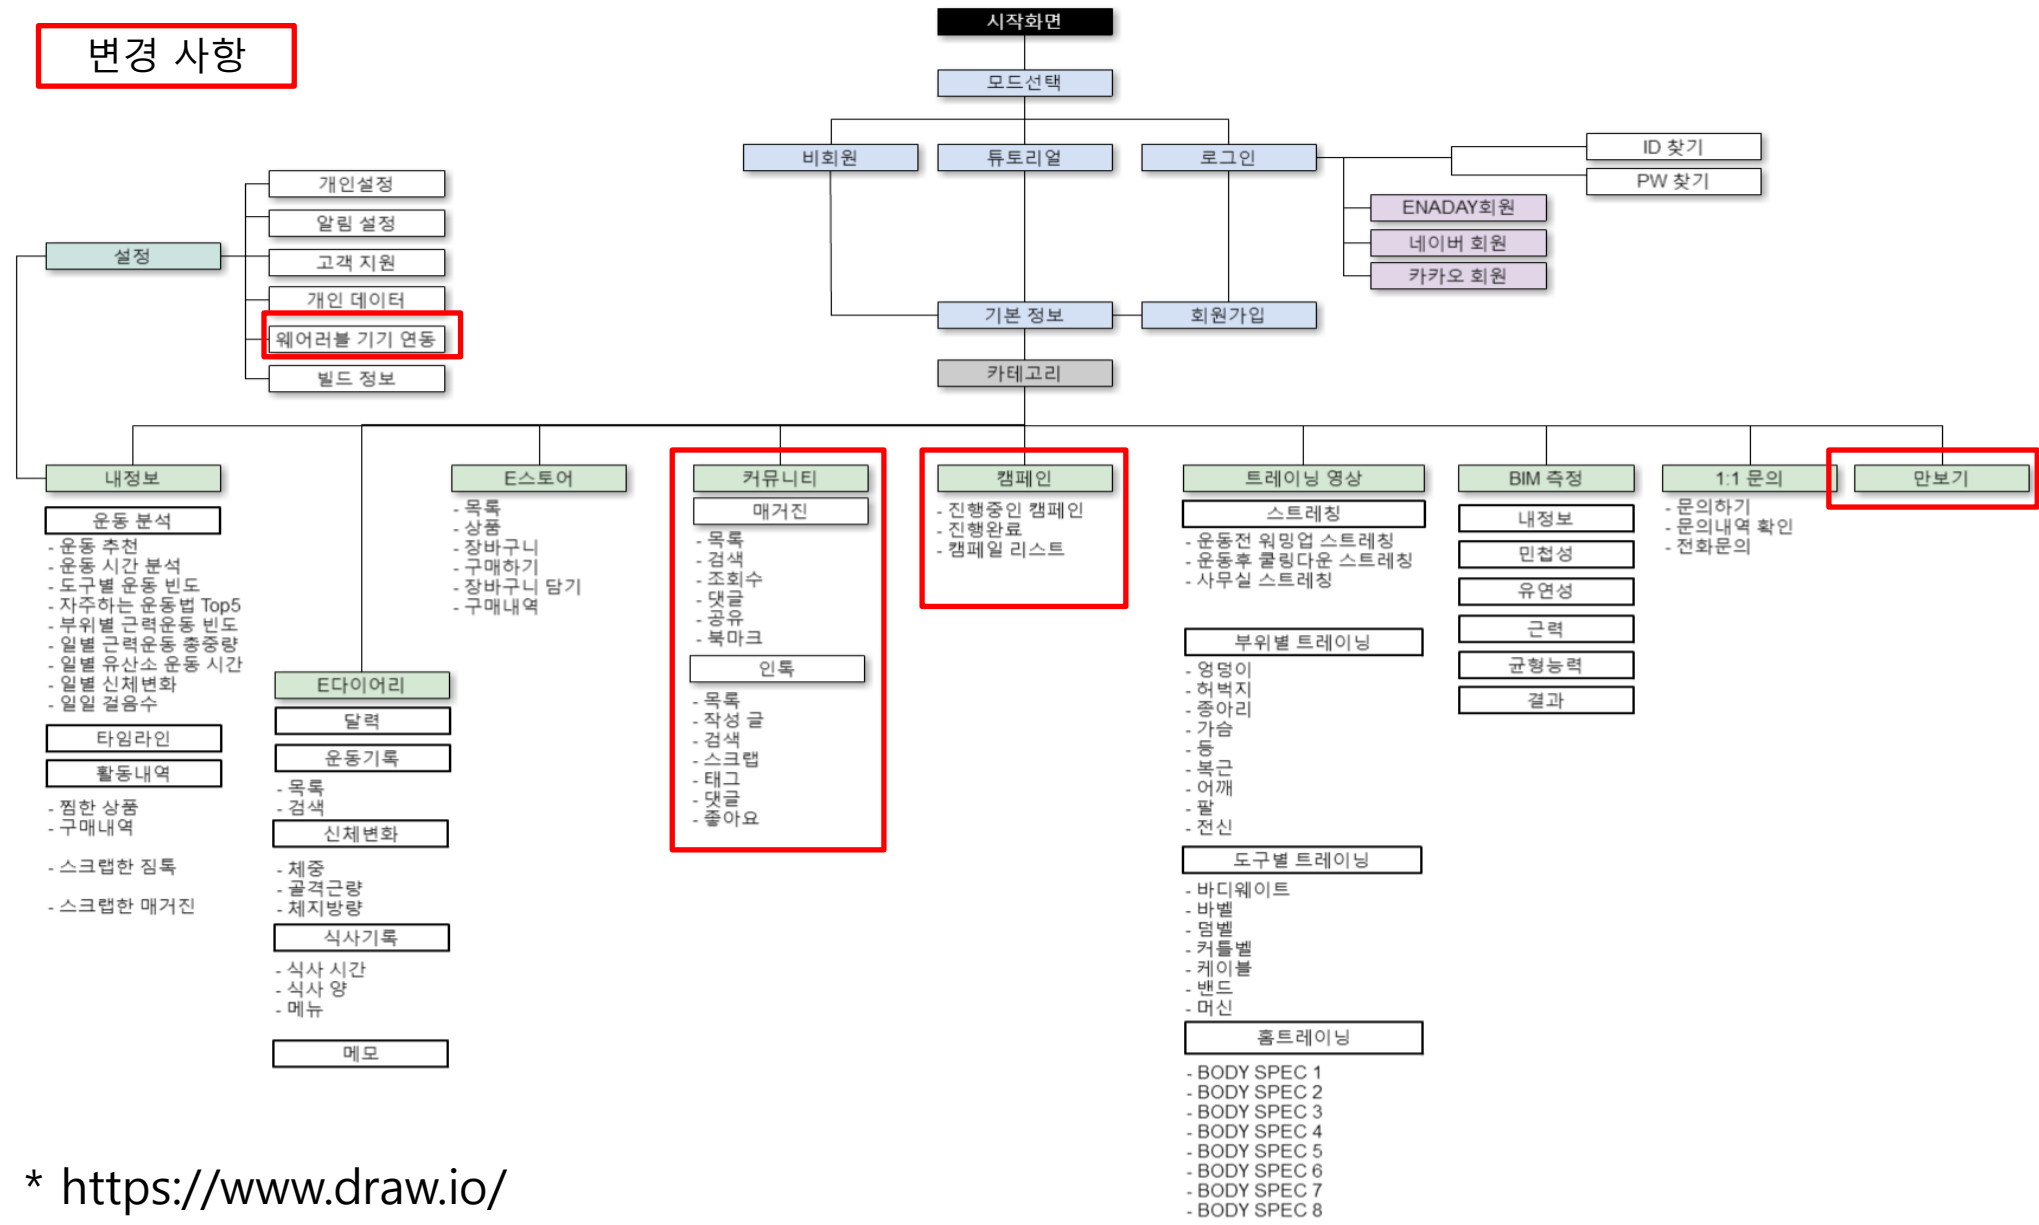 변경 사항
시작화면
모드선택
비회원
튜토리얼
로그인
ID 찾기
PW 찾기
ENADAY회원
네이버 회원
카카오 회원
기본 정보
회원가입
카테고리
설정
개인설정
알림 설정
고객 지원
개인 데이터
웨어러블 기기 연동
빌드 정보
내정보
운동 분석
- 운동 추천
- 운동 시간 분석
- 도구별 운동 빈도
- 자주하는 운동법 Top5
- 부위별 근력운동 빈도
- 일별 근력운동 총중량
- 일별 유산소 운동 시간
- 일별 신체변화
- 일일 걸음수
타임라인
활동내역
- 찜한 상품
- 구매내역
- 스크랩한 짐톡
- 스크랩한 매거진
E다이어리
달력
운동기록
- 목록
- 검색
신체변화
- 체중
- 골격근량
- 체지방량
식사기록
- 식사 시간
- 식사 양
- 메뉴
메모
E스토어
- 목록
- 상품
- 장바구니
- 구매하기
- 장바구니 담기
- 구매내역
커뮤니티
매거진
- 목록
- 검색
- 조회수
- 댓글
- 공유
- 북마크
인톡
- 목록
- 작성 글
- 검색
- 스크랩
- 태그
- 댓글
- 좋아요
캠페인
- 진행중인 캠페인
- 진행완료
- 캠페일 리스트
트레이닝 영상
스트레칭
- 운동전 워밍업 스트레칭
- 운동후 쿨링다운 스트레칭
- 사무실 스트레칭
부위별 트레이닝
- 엉덩이
- 허벅지
- 종아리
- 가슴
- 등
- 복근
- 어깨
- 팔
- 전신
도구별 트레이닝
- 바디웨이트
- 바벨
- 덤벨
- 커틀벨
- 케이블
- 밴드
- 머신
홈트레이닝
- BODY SPEC 1
- BODY SPEC 2
- BODY SPEC 3
- BODY SPEC 4
- BODY SPEC 5
- BODY SPEC 6
- BODY SPEC 7
- BODY SPEC 8
BIM 측정
내정보
민첩성
유연성
근력
균형능력
결과
1:1 문의
- 문의하기
- 문의내역 확인
- 전화문의
만보기
* https://www.draw.io/